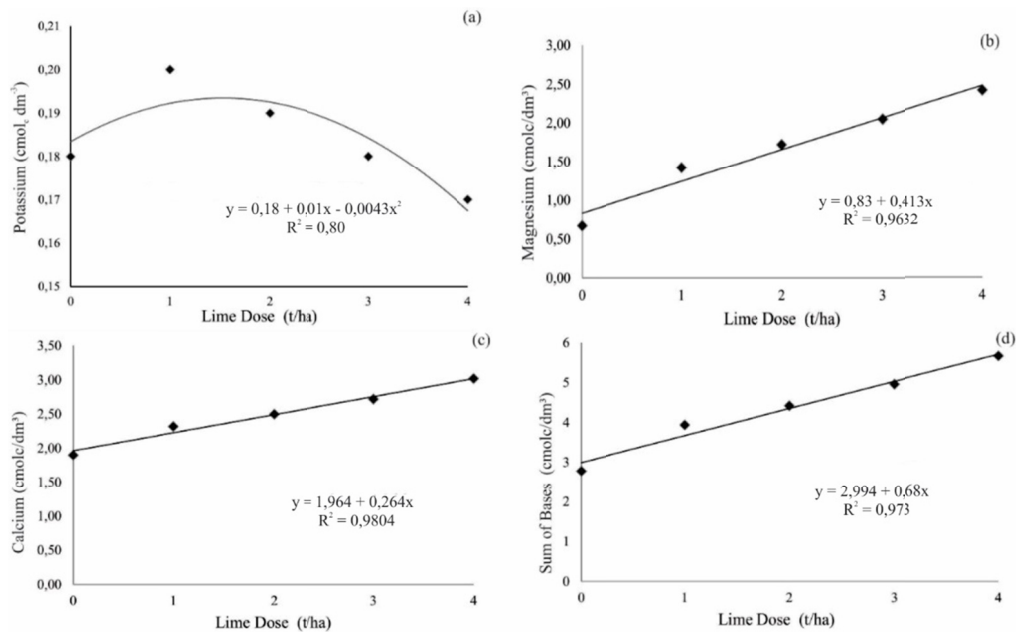 (a)
0,21
0,20
0,19
0,18
0,17
0,16
0,15
Potassium (cmolc dm-3)
y = 0,18 + 0,01x - 0,0043x²
R² = 0,80
0 1 2 3 4
Lime Dose (t/ha)
(b)
3,00
2,50
2,00
1,50
1,00
0,50
0,00
Magnesium (cmolc/dm³)
y = 0,83 + 0,413x
R² = 0,9632
0 1 2 3 4
Lime Dose (t/ha)
(c)
3,50
3,00
2,50
2,00
1,50
1,00
0,50
0,00
Calcium (cmolc/dm³)
y = 1,964 + 0,264x
R² = 0,9804
0 1 2 3 4
Lime Dose (t/ha)
(d)
6
5
4
3
2
1
0
Sum of Bases (cmolc/dm³)
y = 2,994 + 0,68x
R² = 0,973
0 1 2 3 4
Lime Dose (t/ha)